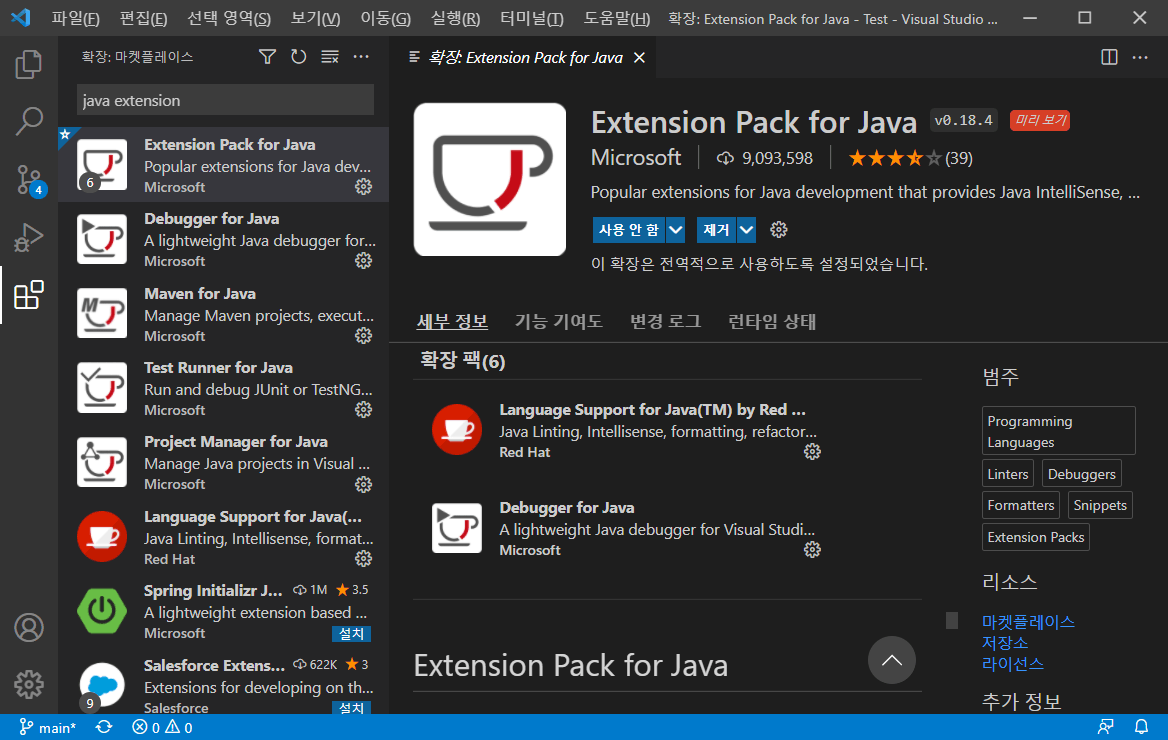 파일(F) 편집(E) 선택 영역(S) 보기(V) 이동(G) 실행(R) 터미널(T) 도움말(H) 확장: Extension Pack for Java - Test - Visual Studio ...
확장: 마켓플레이스
java extension
Extension Pack for Java
Popular extensions for Java dev...
Microsoft
6
Debugger for Java
A lightweight Java debugger for...
Microsoft
Maven for Java
Manage Maven projects, execut...
Microsoft
Test Runner for Java
Run and debug JUnit or TestNG...
Microsoft
Project Manager for Java
Manage Java projects in Visual ...
Microsoft
Language Support for Java(...
Java Linting, Intellisense, format...
Red Hat
Spring Initializr J... 1M 3.5
A lightweight extension based ...
Microsoft 설치
Salesforce Extens... 622K 3
Extensions for developing on th...
Salesforce 설치
9
4
확장: Extension Pack for Java
Extension Pack for Java v0.18.4 미리 보기
Microsoft 9,093,598 (39)
Popular extensions for Java development that provides Java IntelliSense, ...
사용 안 함 제거
이 확장은 전역적으로 사용하도록 설정되었습니다.
세부 정보 기능 기여도 변경 로그 런타임 상태
확장 팩(6)
Language Support for Java(TM) by Red ...
Java Linting, Intellisense, formatting, refactor...
Red Hat
Debugger for Java
A lightweight Java debugger for Visual Studi...
Microsoft
Extension Pack for Java
범주
Programming
Languages
Linters Debuggers
Formatters Snippets
Extension Packs
리소스
마켓플레이스
저장소
라이선스
추가 정보
main* 0 0